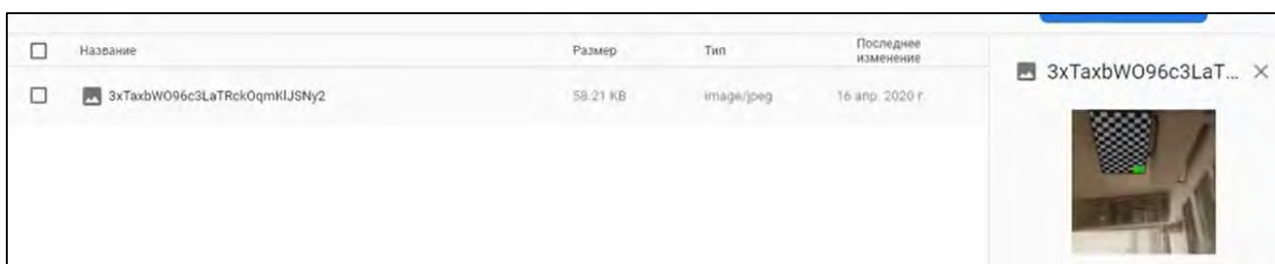 Название Размер Тип Последнее изменение
3xTaxbWO96c3LaTRckOqmKlJSNy2 58.21 KB image/jpeg 16 апр. 2020 г.
3xTaxbWO96c3LaT...